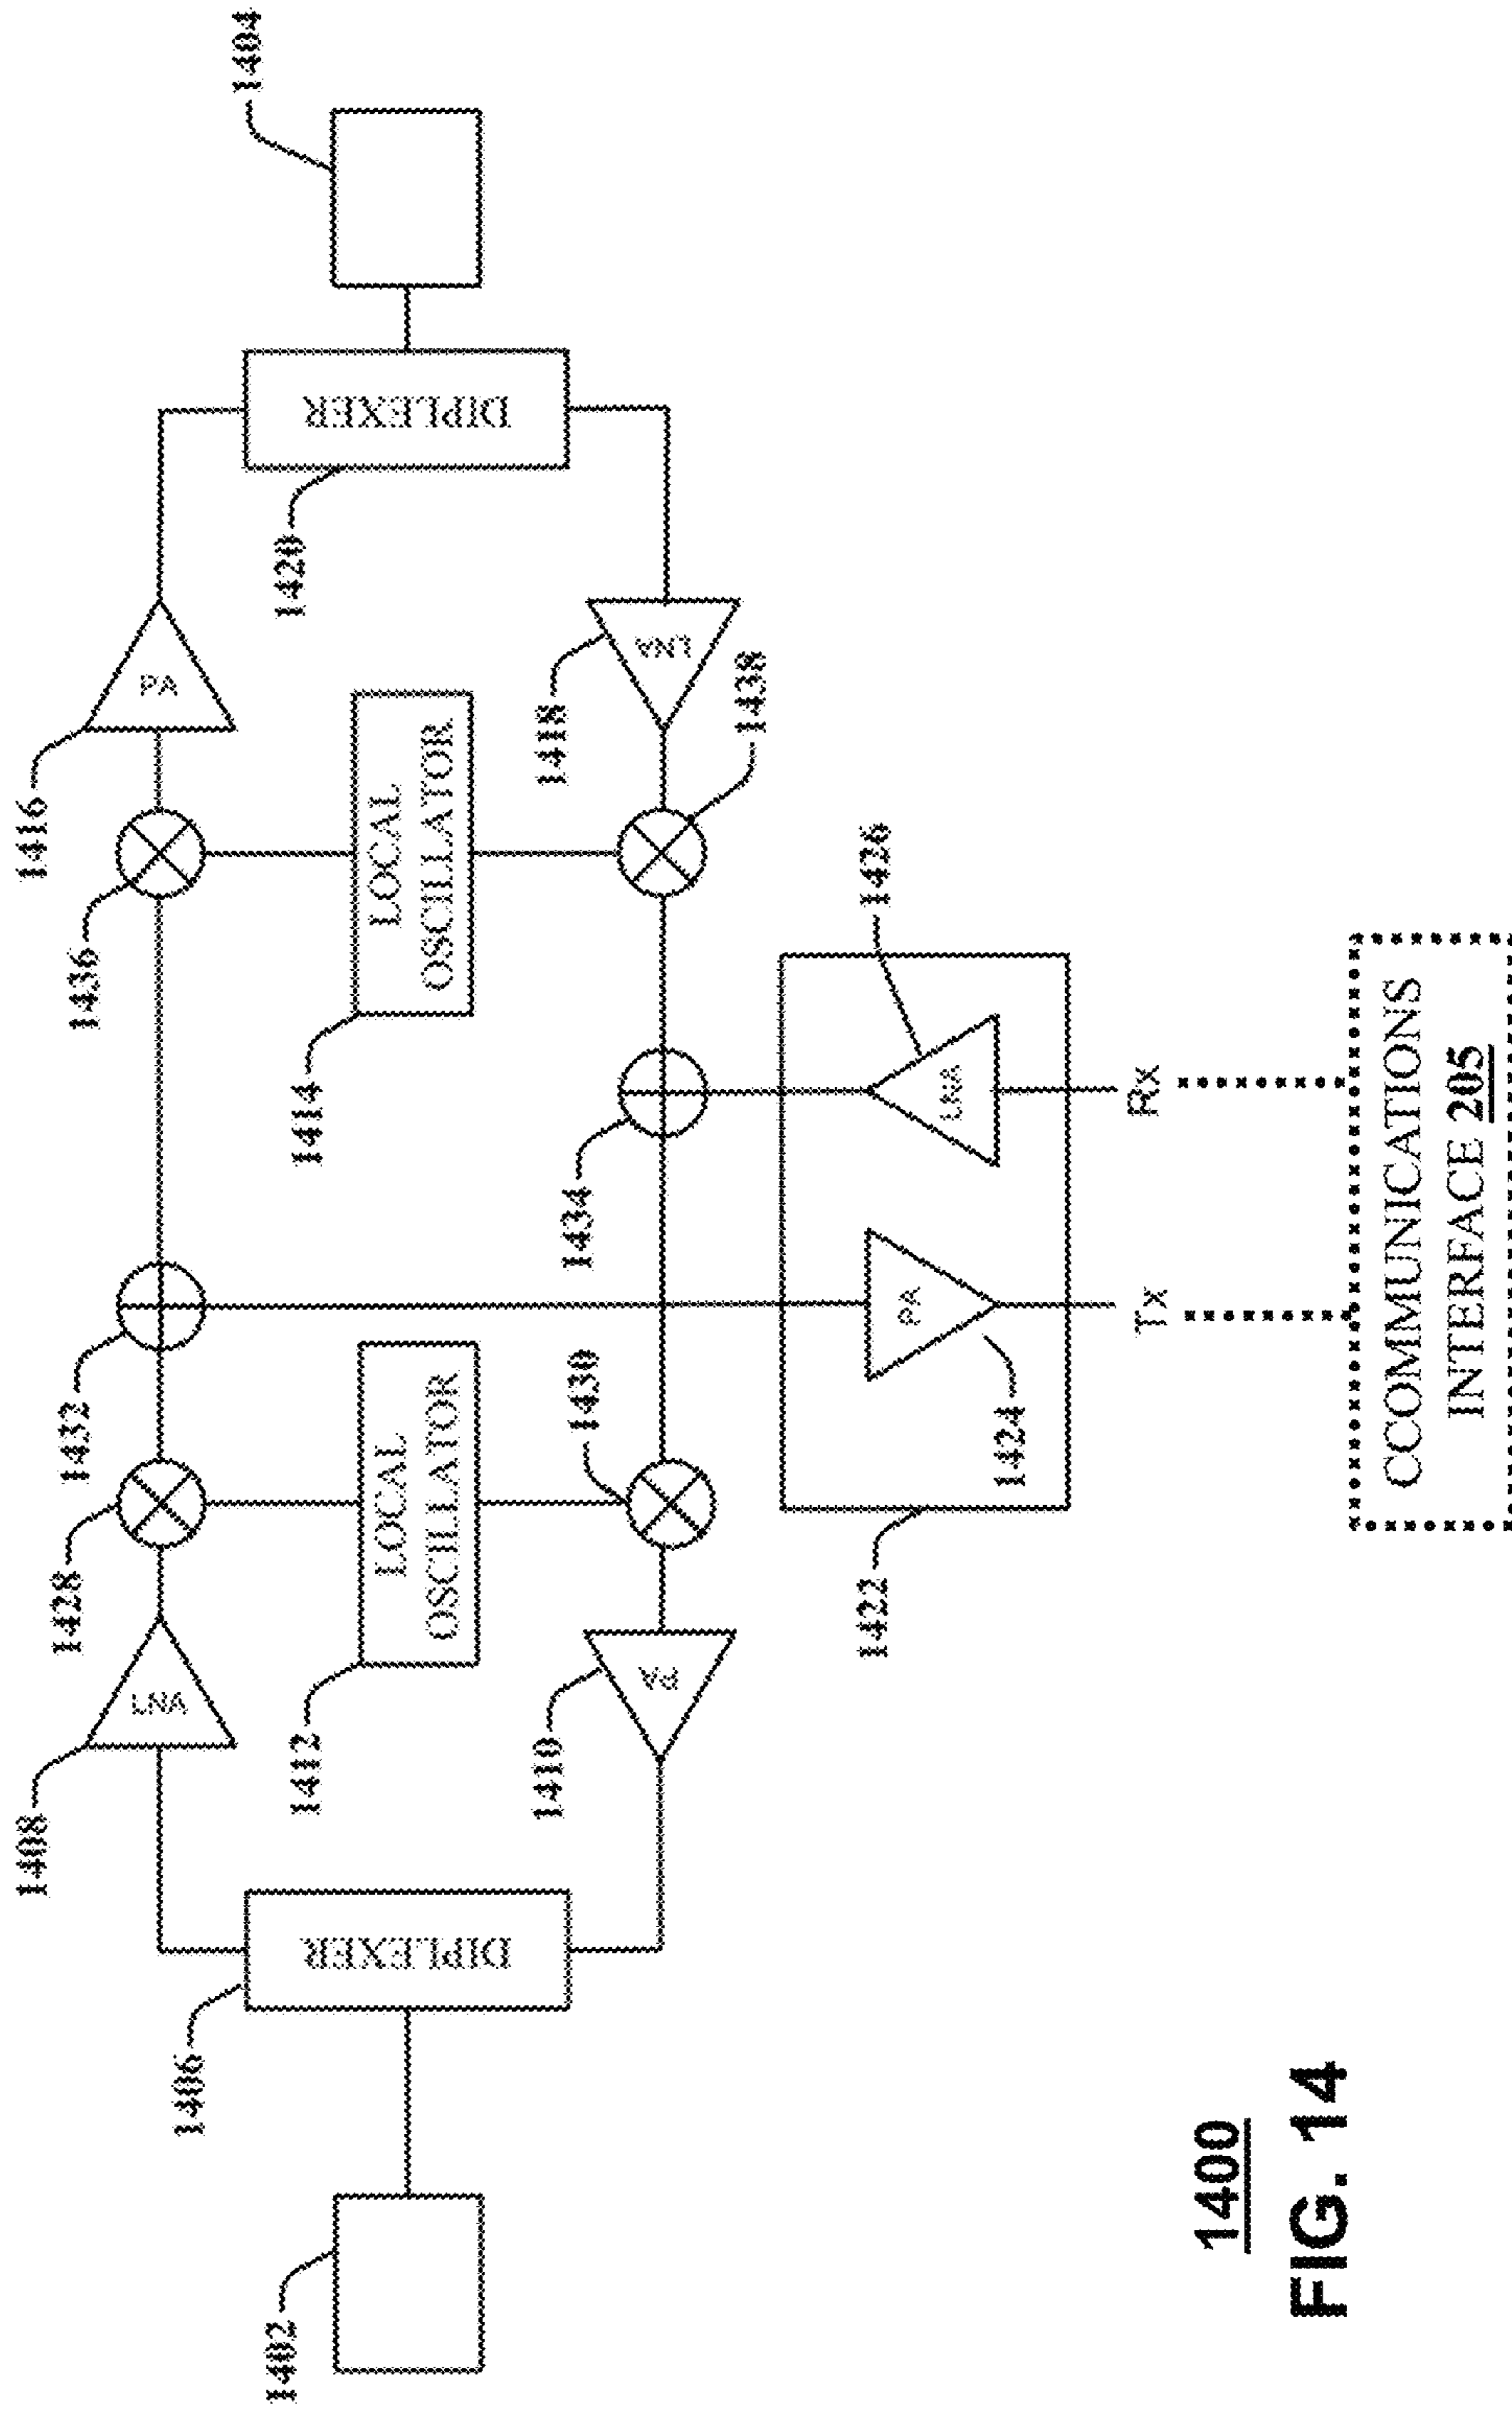 1404
1416
PA
1436
1420
DIPLEXER
LOCAL
OSCILLATOR
1414
1418
LNA
1438
1432
1434
1426
LNA
Rx
1428
1408
LNA
LOCAL
OSCILLATOR
1412
1430
1410
PA
PA
1424
Tx
1422
CCOMMUNICATIONS
INTERFACE 205
1406
DIPLEXER
1402
1400
FIG. 14